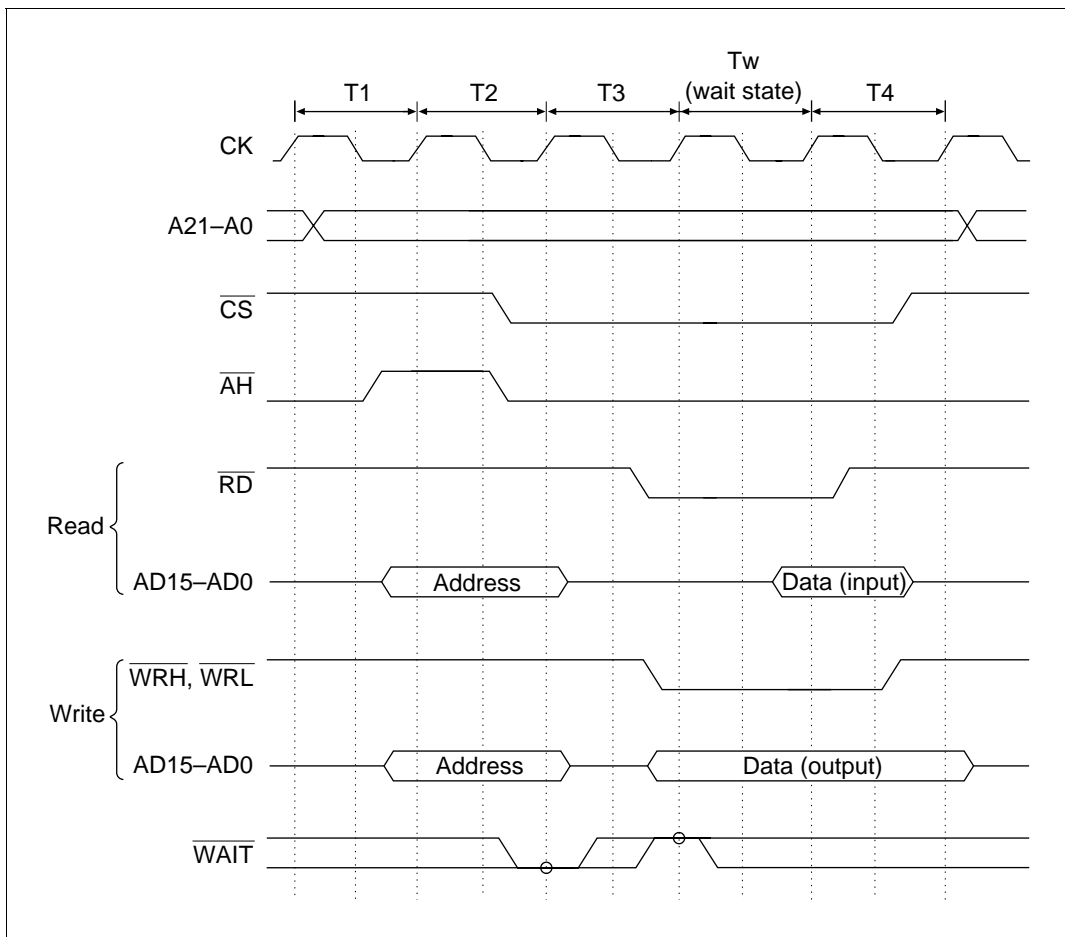 Tw
T1 T2 T3 (wait state) T4
CK
A21–A0
CS
AH
RD
Read
AD15–AD0 Address Data (input)
WRH, WRL
Write
AD15–AD0 Address Data (output)
WAIT